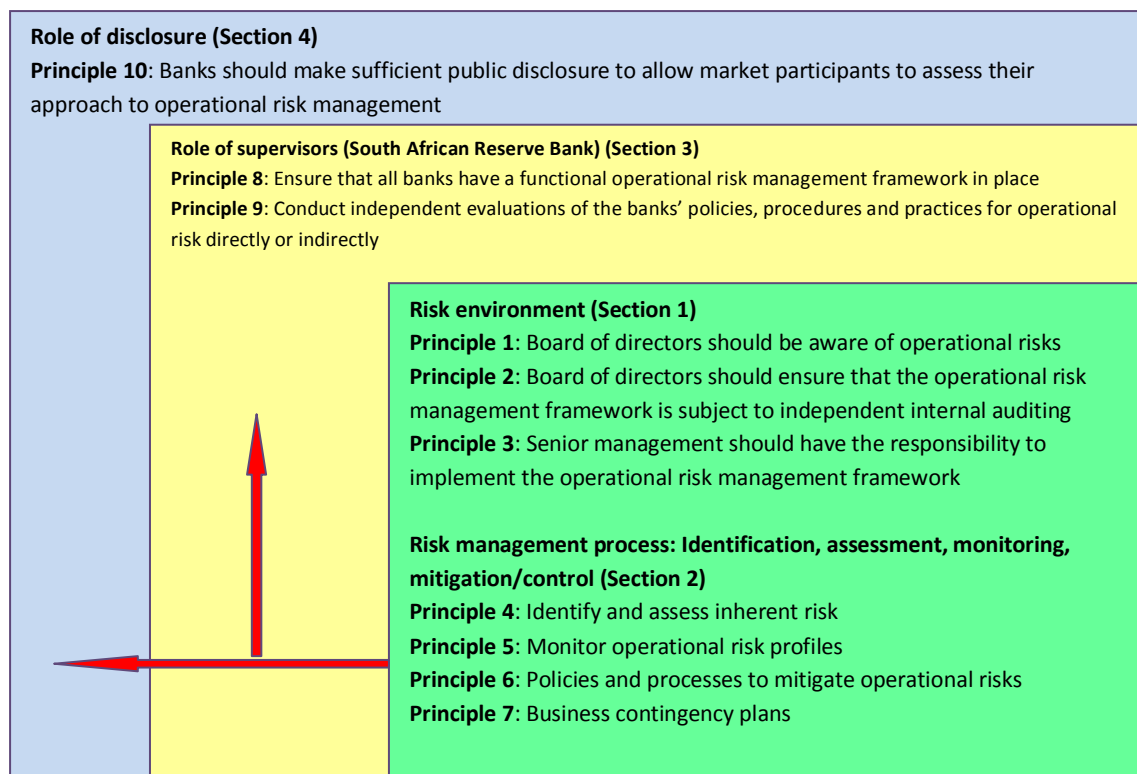 Role of disclosure (Section 4)
Principle 10: Banks should make sufficient public disclosure to allow market participants to assess their
approach to operational risk management
Role of supervisors (South African Reserve Bank) (Section 3)
Principle 8: Ensure that all banks have a functional operational risk management framework in place
Principle 9: Conduct independent evaluations of the banks’ policies, procedures and practices for operational
risk directly or indirectly
Risk environment (Section 1)
Principle 1: Board of directors should be aware of operational risks
Principle 2: Board of directors should ensure that the operational risk
management framework is subject to independent internal auditing
Principle 3: Senior management should have the responsibility to
implement the operational risk management framework
Risk management process: Identification, assessment, monitoring,
mitigation/control (Section 2)
Principle 4: Identify and assess inherent risk
Principle 5: Monitor operational risk profiles
Principle 6: Policies and processes to mitigate operational risks
Principle 7: Business contingency plans